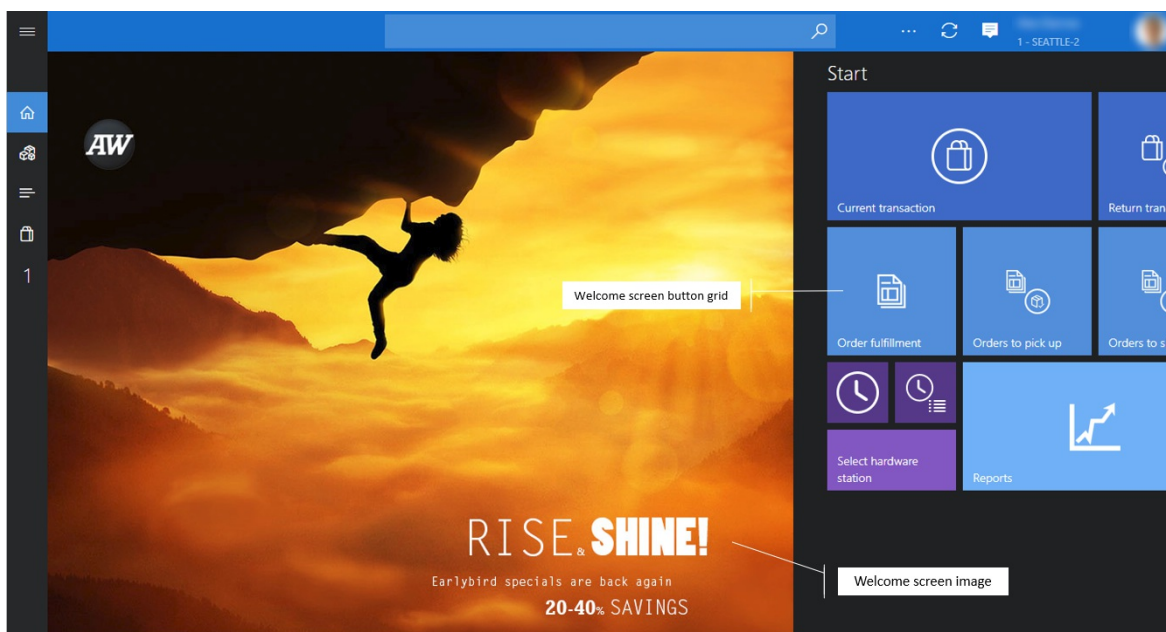 1 - SEATTLE-2
Start
AW
Current transaction
Return tran
Welcome screen button grid
Order fulfillment
Orders to pick up
Orders to s
Select hardware
station
Reports
1
RISE & SHINE!
Earlybird specials are back again
20-40% SAVINGS
Welcome screen image